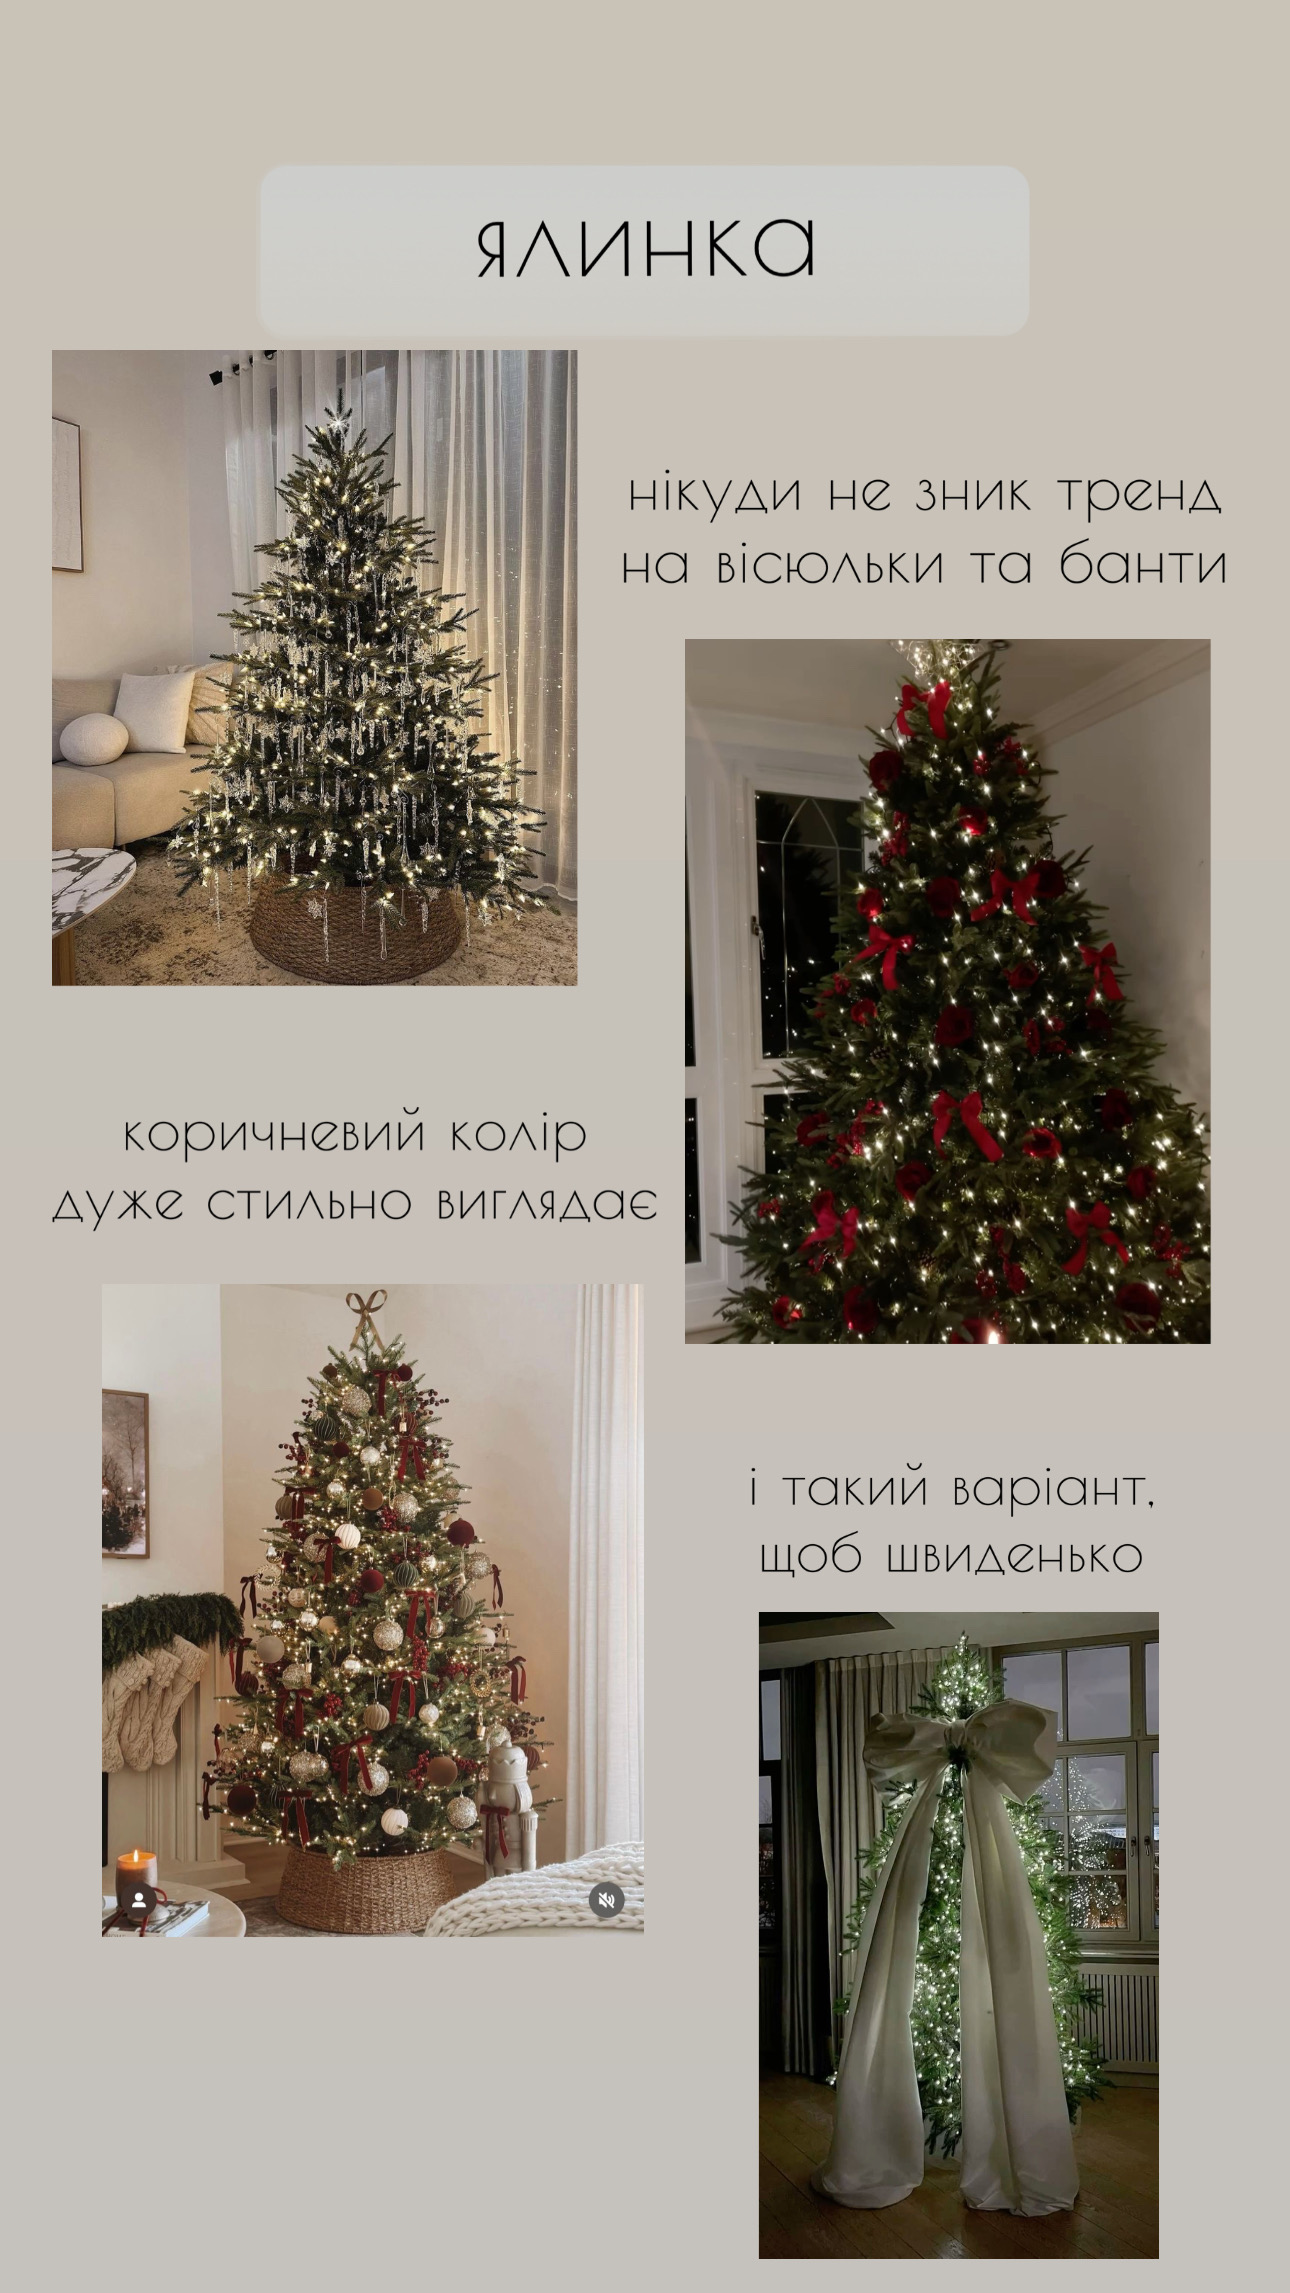 ялинка
нікуди не зник тренд
на вісюльки та банти
коричневий колір
дуже стильно виглядає
і такий варіант,
щоб швиденько